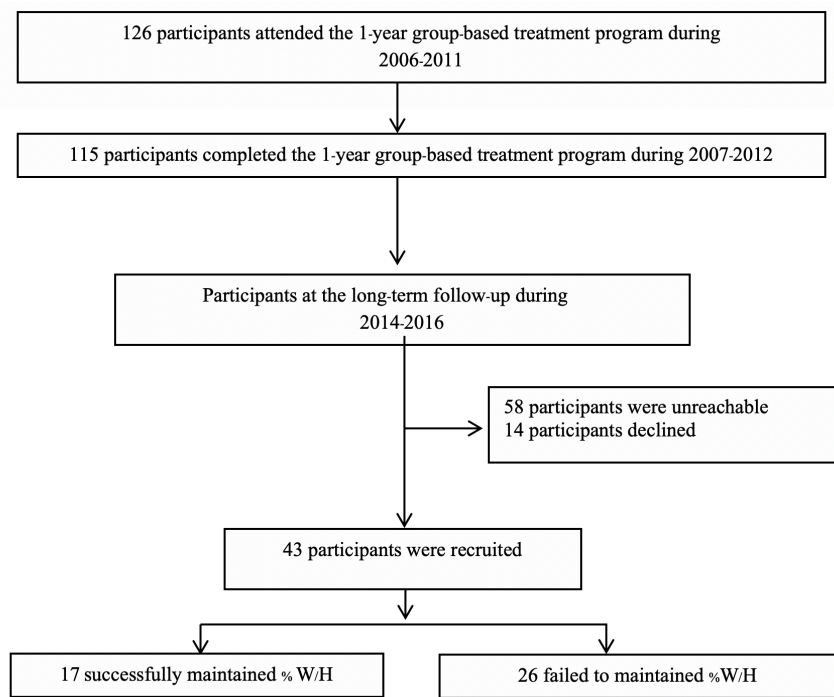 126 participants attended the 1-year group-based treatment program during
2006-2011
115 participants completed the 1-year group-based treatment program during 2007-2012
Participants at the long-term follow-up during
2014-2016
58 participants were unreachable
14 participants declined
43 participants were recruited
17 successfully maintained % W/H
26 failed to maintained %W/H